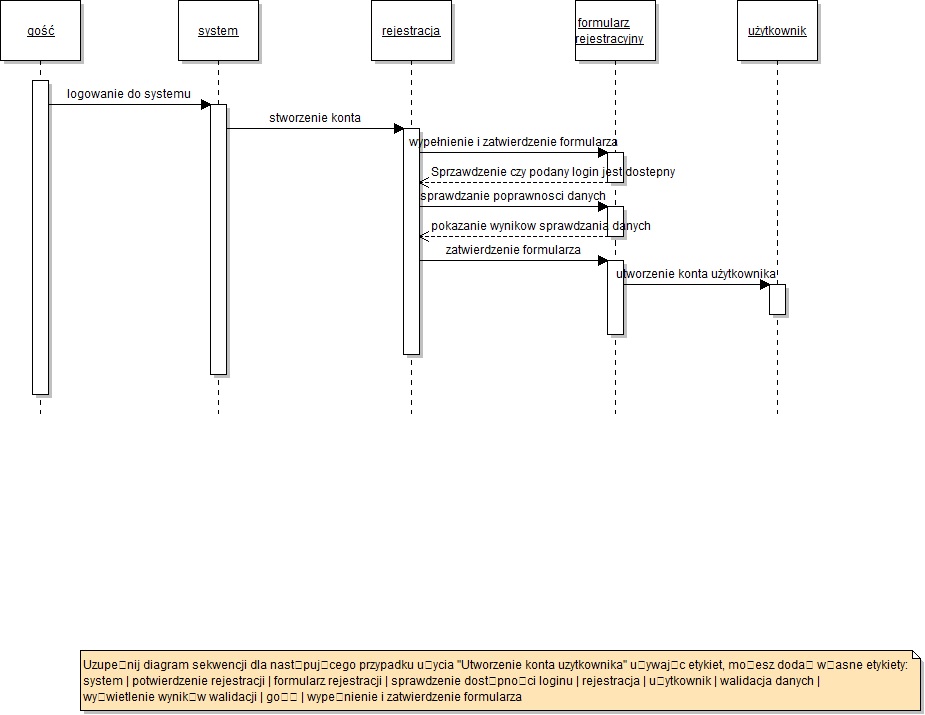 gość
system
rejestracja
formularz
rejestracyjny
użytkownik
logowanie do systemu
stworzenie konta
wypełnienie i zatwierdzenie formularza
Sprzawdzenie czy podany login jest dostepny
sprawdzanie poprawnosci danych
pokazanie wynikow sprawdzania danych
zatwierdzenie formularza
utworzenie konta użytkownika
Uzupe□nij diagram sekwencji dla nast□puj□cego przypadku u□ycia "Utworzenie konta uzytkownika" u□ywaj□c etykiet, mo□esz doda□ w□asne etykiety:
system | potwierdzenie rejestracji | formularz rejestracji | sprawdzenie dost□pno□ci loginu | rejestracja | u□ytkownik | walidacja danych |
wy□wietlenie wynik□w walidacji | go□□ | wype□nienie i zatwierdzenie formularza